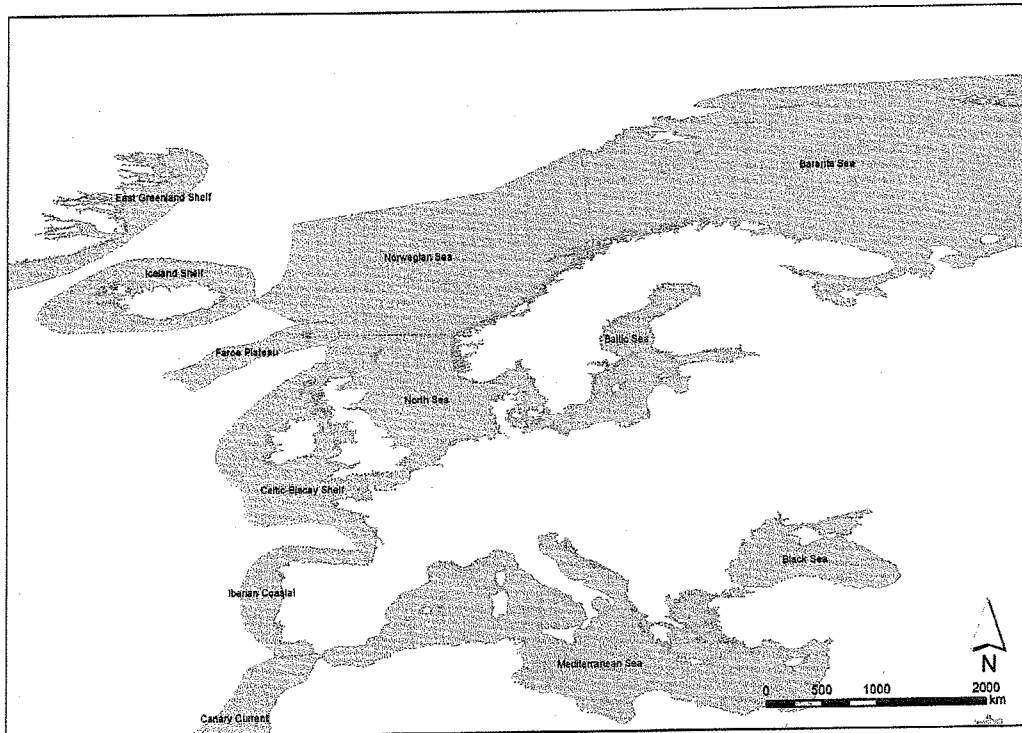 Barents Sea
East Greenland Shelf
Norwegian Sea
Iceland Shelf
Baltic Sea
Faroe Plateau
North Sea
Celtic-Biscay Shelf
Black Sea
Iberian Coastal
Mediterranean Sea
Canary Current
N
0 500 1000 2000
km